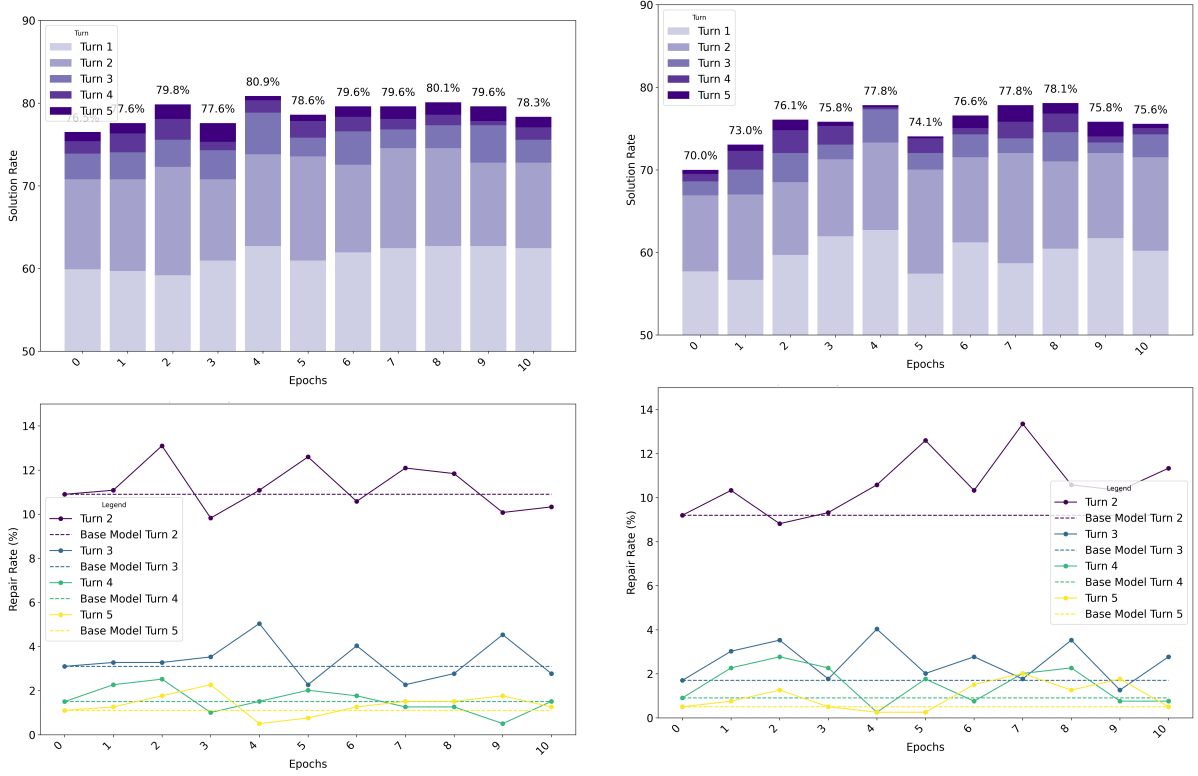 90
80
70
60
50
Solution Rate
Turn
Turn 1
Turn 2
Turn 3
Turn 4
Turn 5
76.5%
77.6%
79.8%
77.6%
80.9%
78.6%
79.6%
79.6%
80.1%
79.6%
78.3%
0 1 2 3 4 5 6 7 8 9 10
Epochs
90
80
70
60
50
Solution Rate
Turn
Turn 1
Turn 2
Turn 3
Turn 4
Turn 5
70.0%
73.0%
76.1%
75.8%
77.8%
74.1%
76.6%
77.8%
78.1%
75.8%
75.6%
0 1 2 3 4 5 6 7 8 9 10
Epochs
14
12
10
8
6
4
2
0
Repair Rate (%)
Legend
Turn 2
Base Model Turn 2
Turn 3
Base Model Turn 3
Turn 4
Base Model Turn 4
Turn 5
Base Model Turn 5
0 1 2 3 4 5 6 7 8 9 10
Epochs
14
12
10
8
6
4
2
0
Repair Rate (%)
Legend
Turn 2
Base Model Turn 2
Turn 3
Base Model Turn 3
Turn 4
Base Model Turn 4
Turn 5
Base Model Turn 5
0 1 2 3 4 5 6 7 8 9 10
Epochs